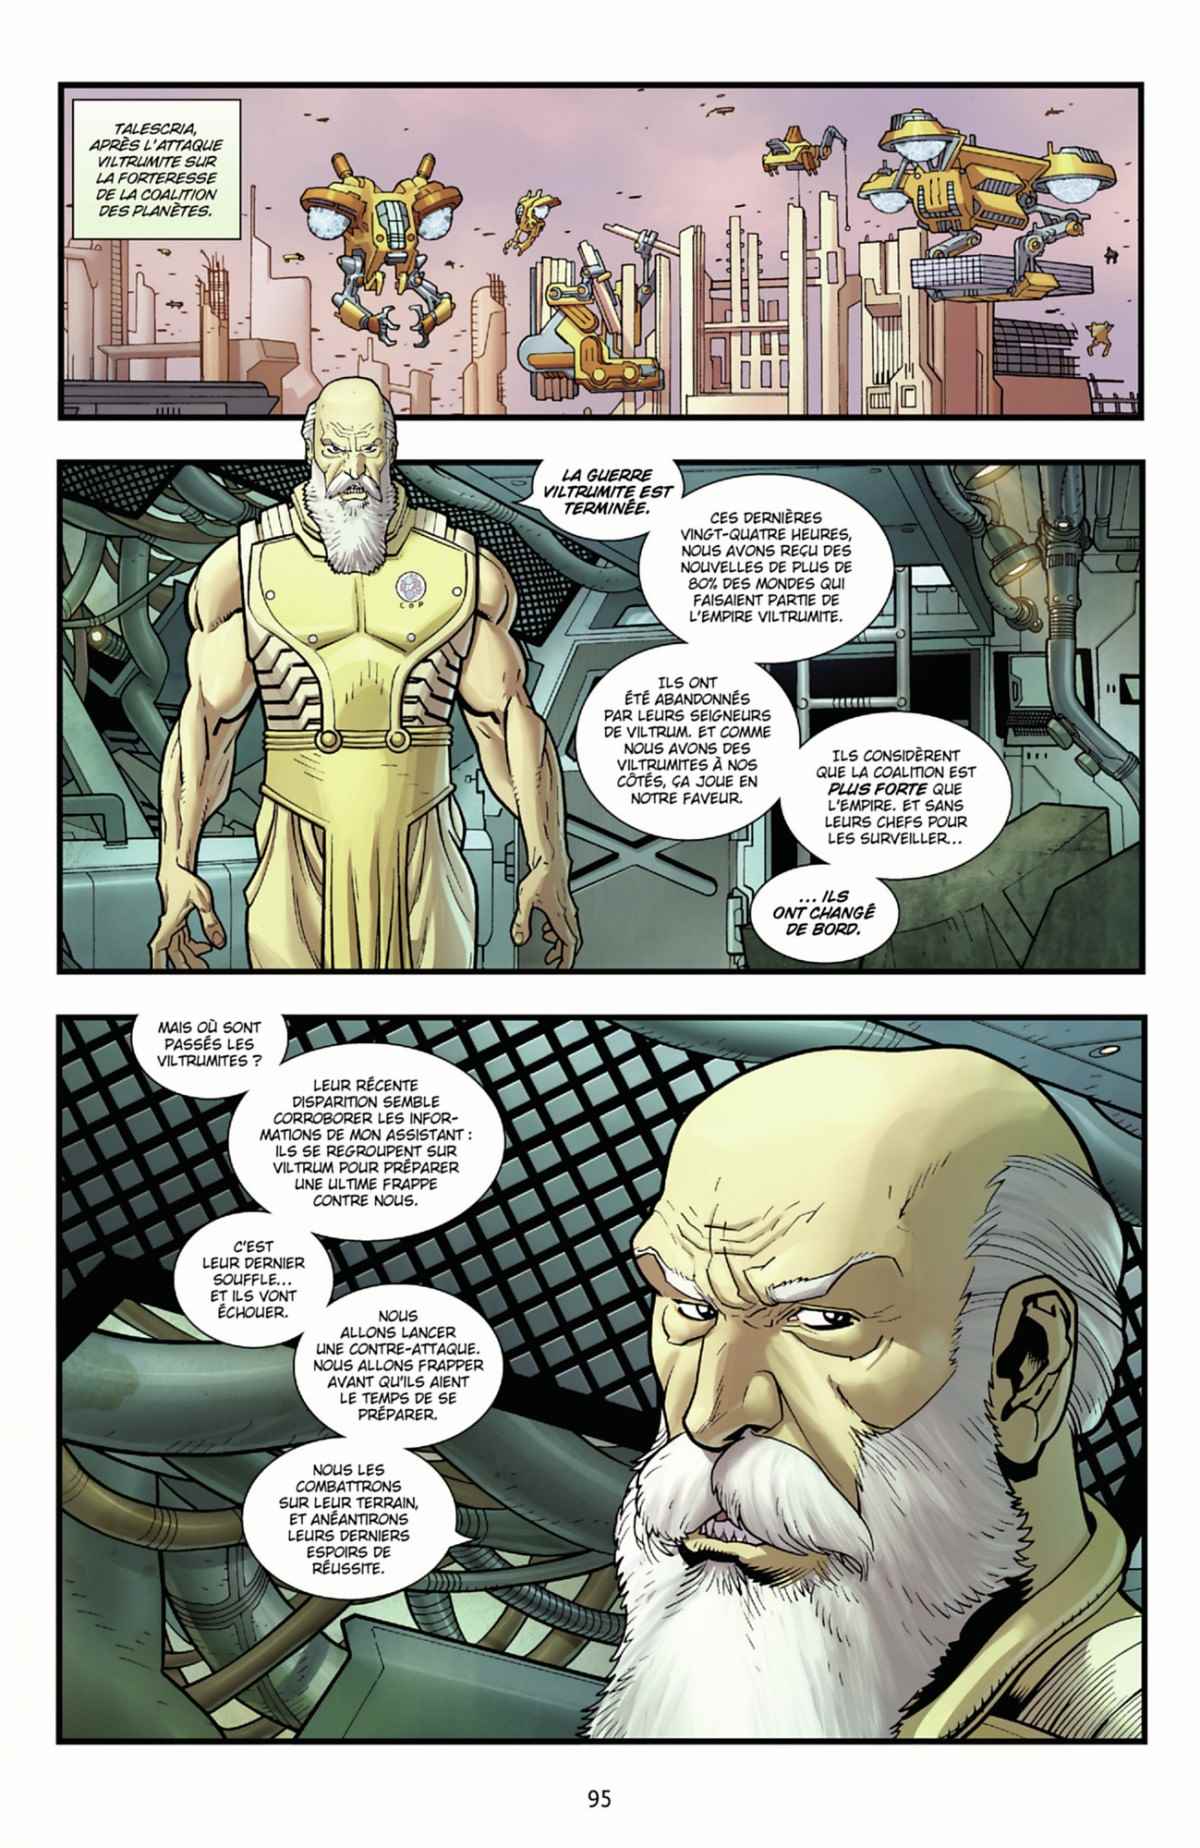 TALESCRIA,
APRÈS L'ATTAQUE
VILTRUMITE SUR
LA FORTERESSE
DE LA COALITION
DES PLANÈTES.
LA GUERRE
VILTRUMITE EST
TERMINÉE.
CES DERNIÈRES
VINGT-QUATRE HEURES,
NOUS AVONS REÇU DES
NOUVELLES DE PLUS DE
80% DES MONDES QUI
FAISAIENT PARTIE DE
L'EMPIRE VILTRUMITE.
C O P
ILS ONT
ÉTÉ ABANDONNÉS
PAR LEURS SEIGNEURS
DE VILTRUM. ET COMME
NOUS AVONS DES
VILTRUMITES À NOS
CÔTÉS, ÇA JOUE EN
NOTRE FAVEUR.
ILS CONSIDÈRENT
QUE LA COALITION EST
PLUS FORTE QUE
L'EMPIRE. ET SANS
LEURS CHEFS POUR
LES SURVEILLER...
... ILS
ONT CHANGÉ
DE BORD.
MAIS OÙ SONT
PASSÉS LES
VILTRUMITES ?
LEUR RÉCENTE
DISPARITION SEMBLE
CORROBORER LES INFOR-
MATIONS DE MON ASSISTANT :
ILS SE REGROUPENT SUR
VILTRUM POUR PRÉPARER
UNE ULTIME FRAPPE
CONTRE NOUS.
C'EST
LEUR DERNIER
SOUFFLE...
ET ILS VONT
ÉCHOUER.
NOUS
ALLONS LANCER
UNE CONTRE-ATTAQUE.
NOUS ALLONS FRAPPER
AVANT QU'ILS AIENT
LE TEMPS DE SE
PRÉPARER.
NOUS LES
COMBATTRONS
SUR LEUR TERRAIN,
ET ANÉANTIRONS
LEURS DERNIERS
ESPOIRS DE
RÉUSSITE.
95